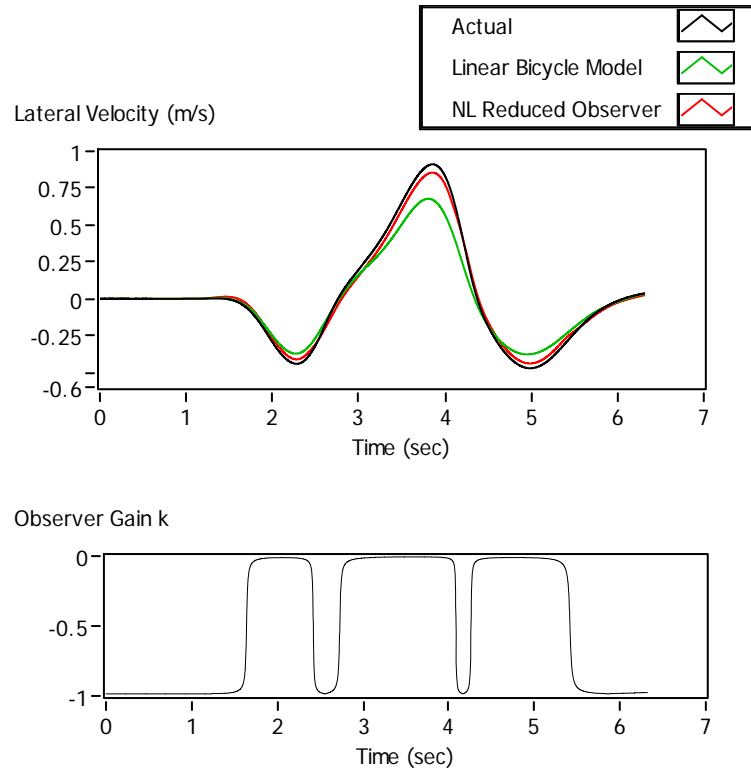 Actual
Linear Bicycle Model
NL Reduced Observer
Lateral Velocity (m/s)
1
0.75
0.5
0.25
0
-0.25
-0.6
0 1 2 3 4 5 6 7
Time (sec)
Observer Gain k
0
-0.5
-1
0 1 2 3 4 5 6 7
Time (sec)